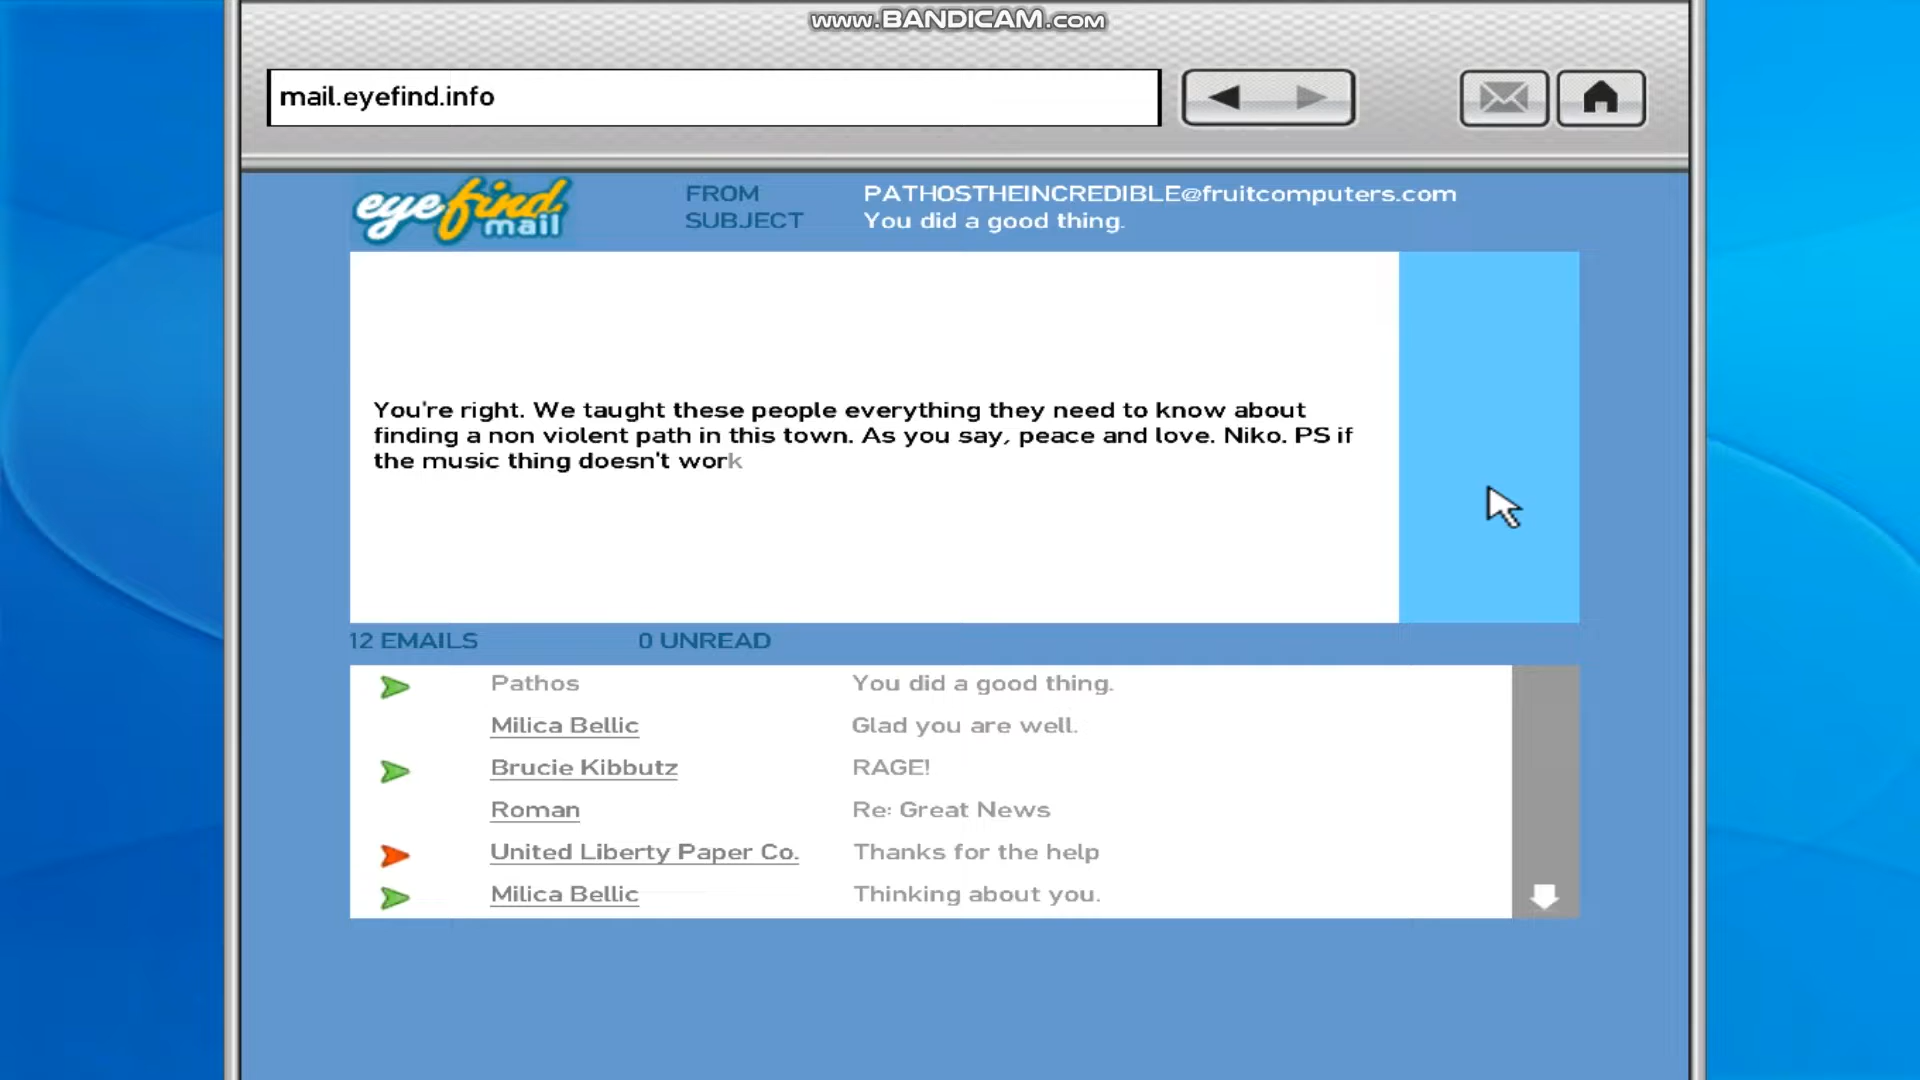 www.BANDICAM.com
mail.eyefind.info
eyefind mail
FROM PATHOSTHEINCREDIBLE@fruitcomputers.com
SUBJECT You did a good thing.
You're right. We taught these people everything they need to know about
finding a non violent path in this town. As you say, peace and love. Niko. PS if
the music thing doesn't work
12 EMAILS 0 UNREAD
Pathos You did a good thing.
Milica Bellic Glad you are well.
Brucie Kibbutz RAGE!
Roman Re: Great News
United Liberty Paper Co. Thanks for the help
Milica Bellic Thinking about you.